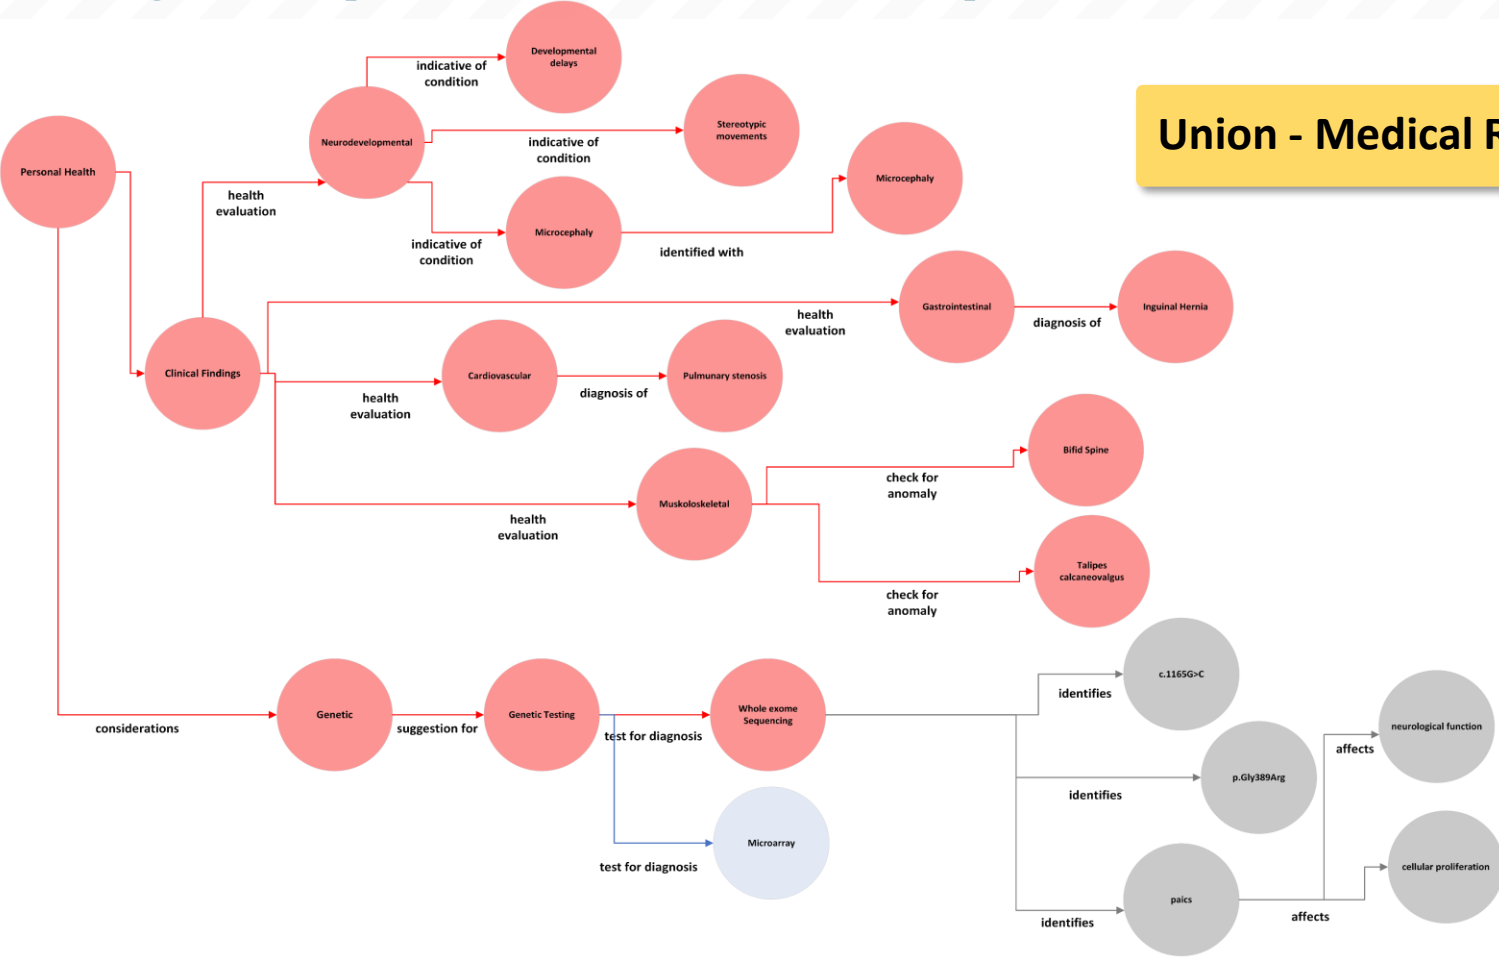 Developmental
delays
indicative of
condition
Union - Medical R
Stereotypic
movements
Neurodevelopmental
indicative of
condition
Personal Health
Microcephaly
health
evaluation
Microcephaly
indicative of
condition
identified with
Gastrointestinal
Inguinal Hernia
health
evaluation
diagnosis of
Clinical Findings
Cardiovascular
Pulmunary stenosis
health
evaluation
diagnosis of
Bifid Spine
check for
anomaly
Muskoloskeletal
health
evaluation
Talipes
calcaneovalgus
check for
anomaly
c.1165G>C
identifies
Genetic
Genetic Testing
Whole exome
Sequencing
considerations
suggestion for
test for diagnosis
neurological function
affects
p.Gly389Arg
identifies
Microarray
test for diagnosis
cellular proliferation
paics
identifies
affects